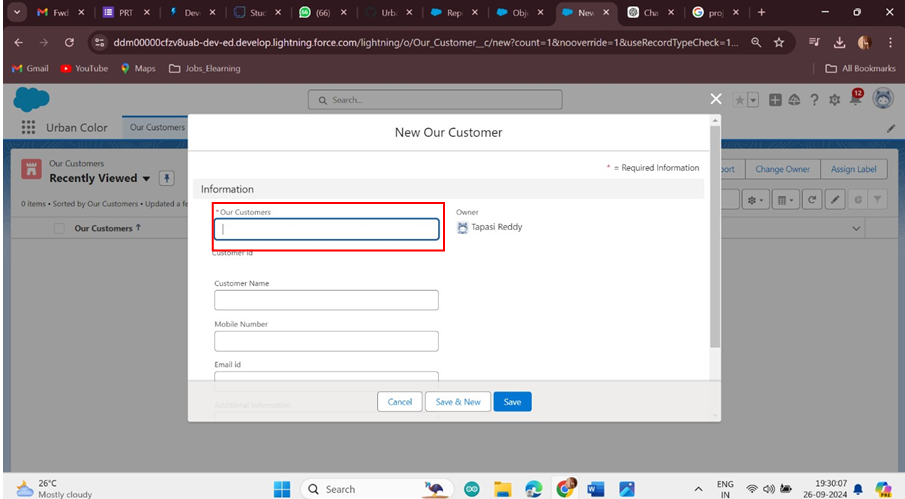 Fwd
PRT
Deve
Stud
(66)
Urba
Rep
Obje
New
Cha
proj
ddm00000cfzv8uab-dev-ed.develop.lightning.force.com/lightning/o/Our_Customer__c/new?count=1&nooverride=1&useRecordTypeCheck=1...
Gmail
YouTube
Maps
Jobs_Elearning
All Bookmarks
Search...
12
Urban Color
Our Customers
New Our Customer
Our Customers
Recently Viewed
port
Change Owner
Assign Label
* = Required Information
Information
0 items • Sorted by Our Customers • Updated a fe
*Our Customers
Owner
Tapasi Reddy
Our Customers ↑
Customer Id
Customer Name
Mobile Number
Email id
Additional Information
Cancel
Save & New
Save
26°C
Mostly cloudy
Search
ENG
IN
19:30:07
26-09-2024